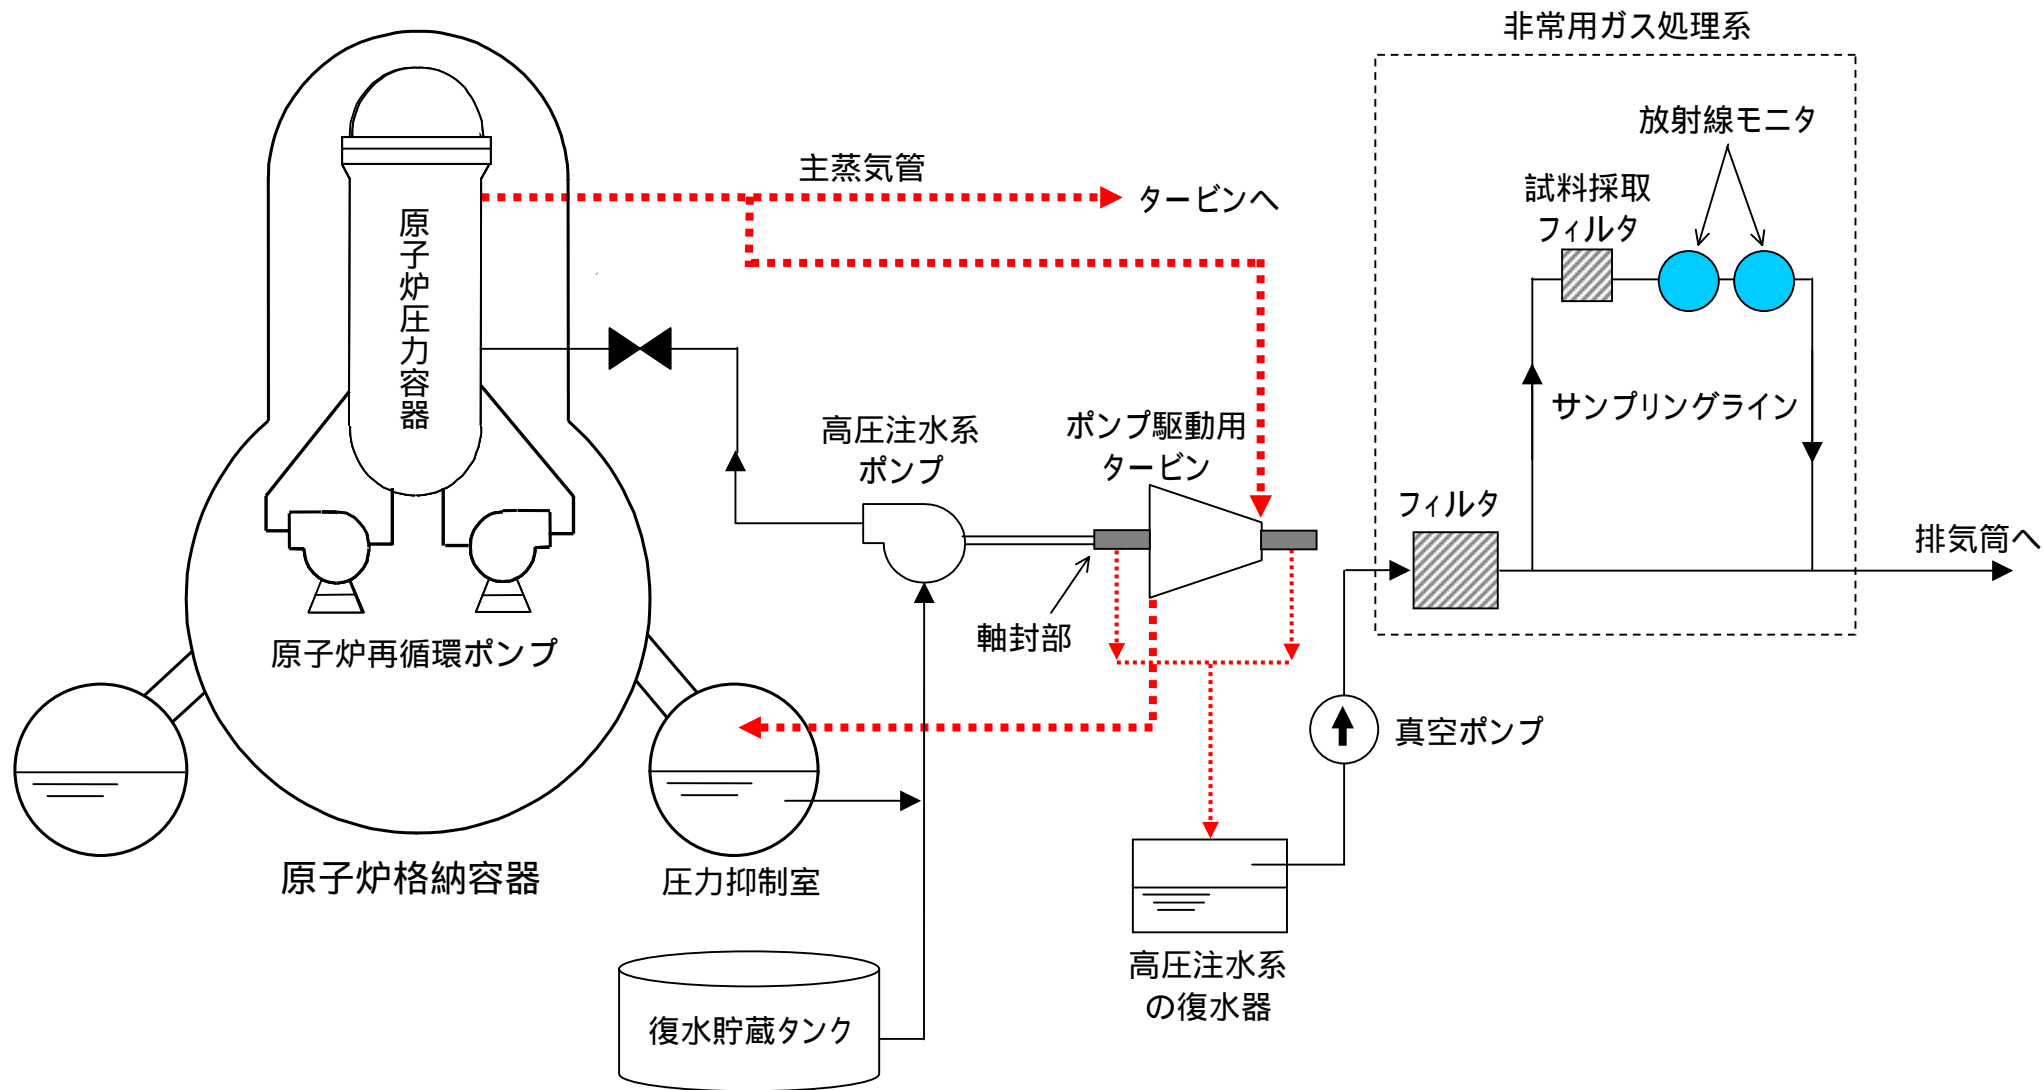 非常用ガス処理系
放射線モニタ
主蒸気管
タービンへ
試料採取
フィルタ
原子炉圧力容器
サンプリングライン
高圧注水系
ポンプ
ポンプ駆動用
タービン
フィルタ
排気筒へ
軸封部
原子炉再循環ポンプ
真空ポンプ
原子炉格納容器
圧力抑制室
高圧注水系
の復水器
復水貯蔵タンク